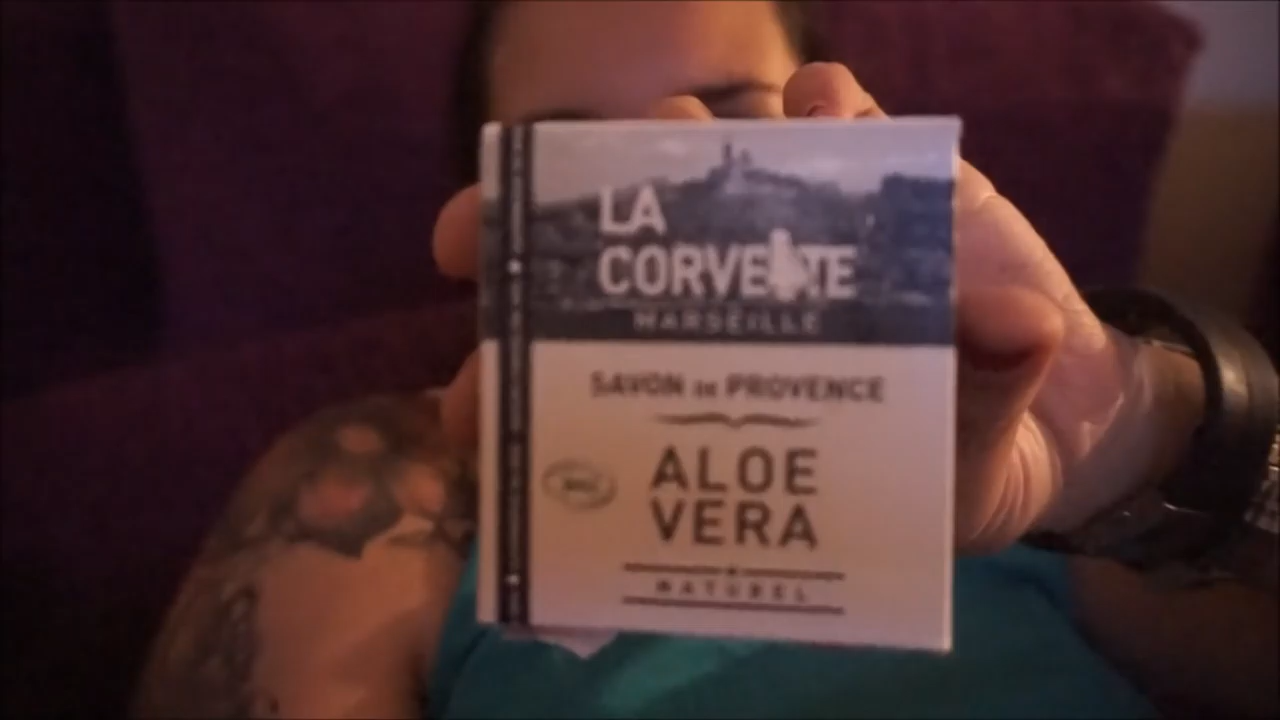 LA
CORVETTE
MARSEILLE
SAVON DE PROVENCE
ALOE
VERA
NATUREL